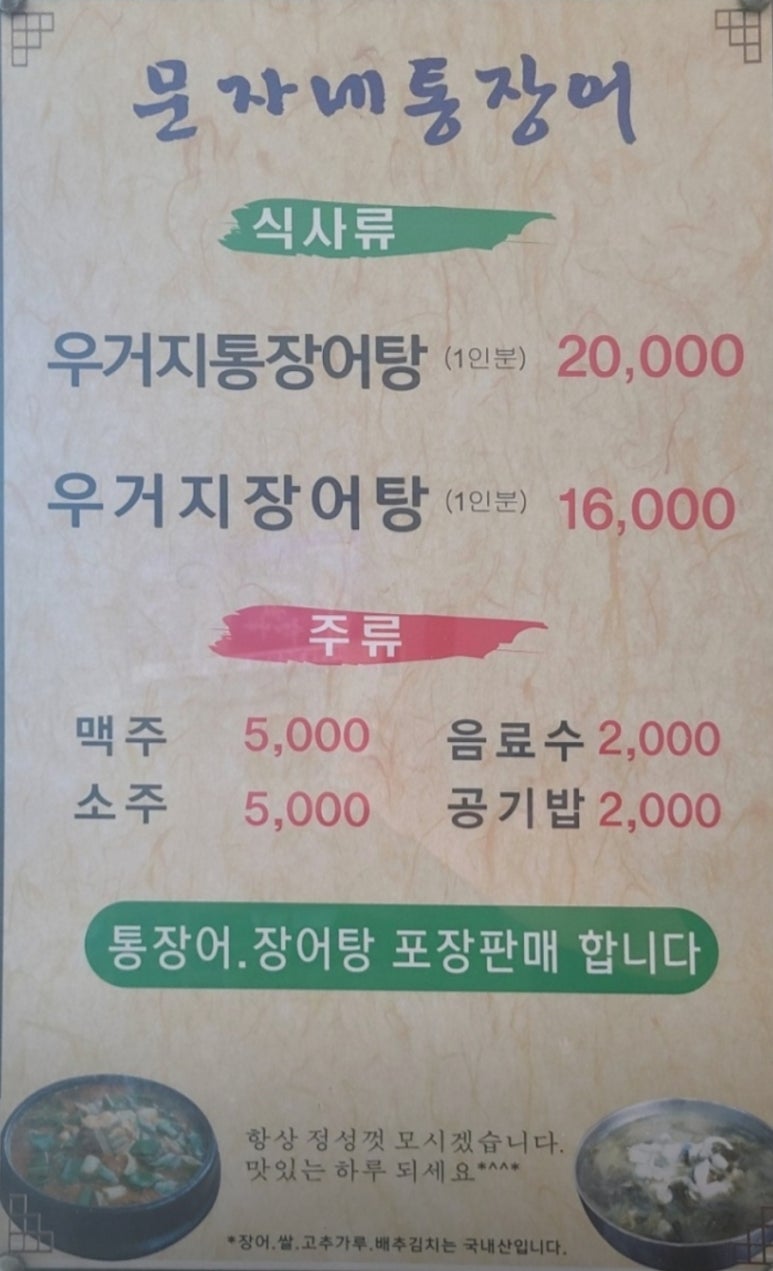 문자네통장어
식사류
우거지통장어탕 (1인분) 20,000
우거지장어탕 (1인분) 16,000
주류
맥주 5,000 음료수 2,000
소주 5,000 공기밥 2,000
통장어.장어탕 포장판매 합니다
항상 정성껏 모시겠습니다.
맛있는 하루 되세요*^^^*
*장어.쌀.고추가루.배추김치는 국내산입니다.